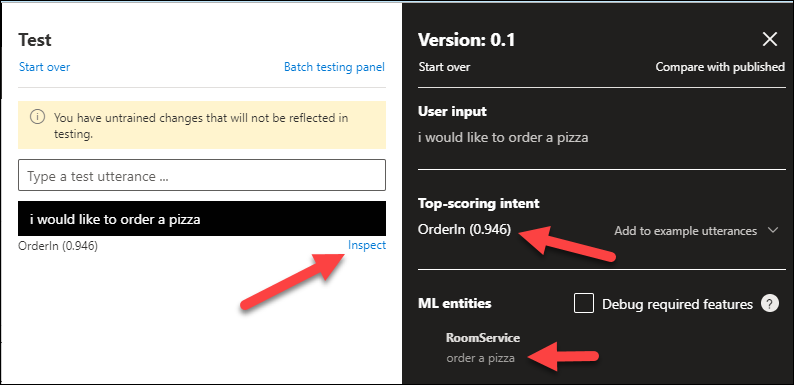 Test
Start over
Batch testing panel
You have untrained changes that will not be reflected in
testing.
Type a test utterance ...
i would like to order a pizza
OrderIn (0.946)
Inspect
Version: 0.1
Start over
Compare with published
User input
i would like to order a pizza
Top-scoring intent
OrderIn (0.946)
Add to example utterances
ML entities
Debug required features ?
RoomService
order a pizza